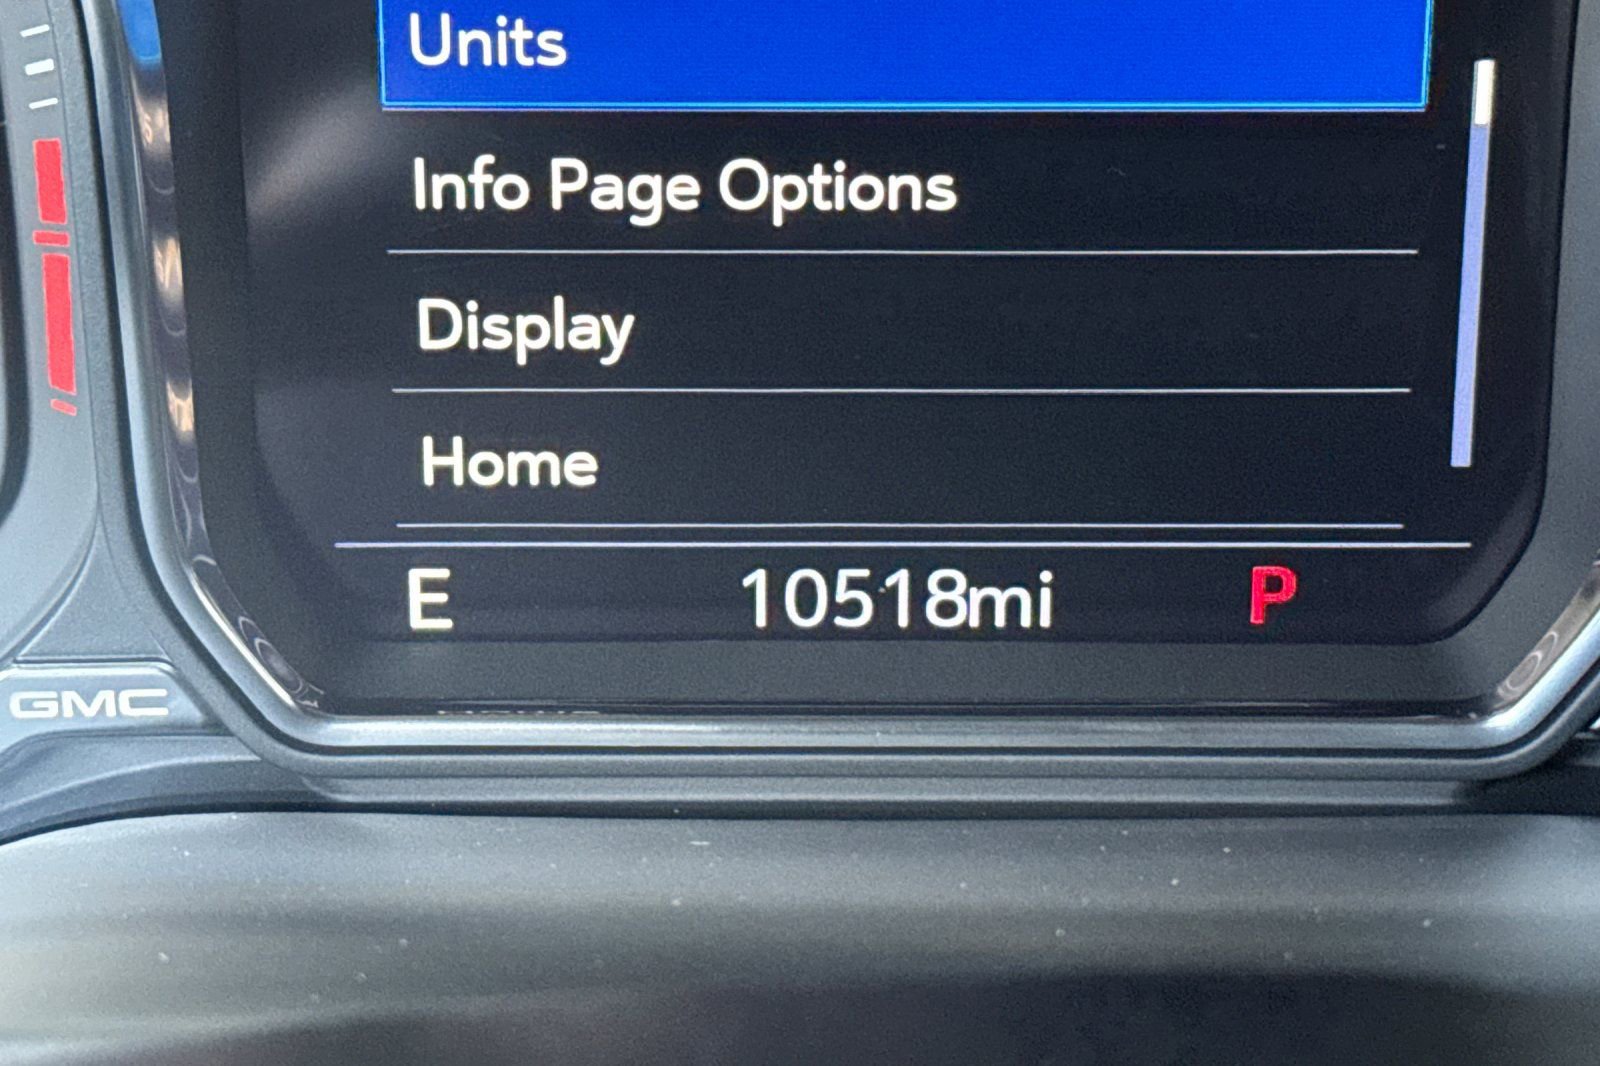 Units
Info Page Options
Display
Home
E 10518mi P
GMC